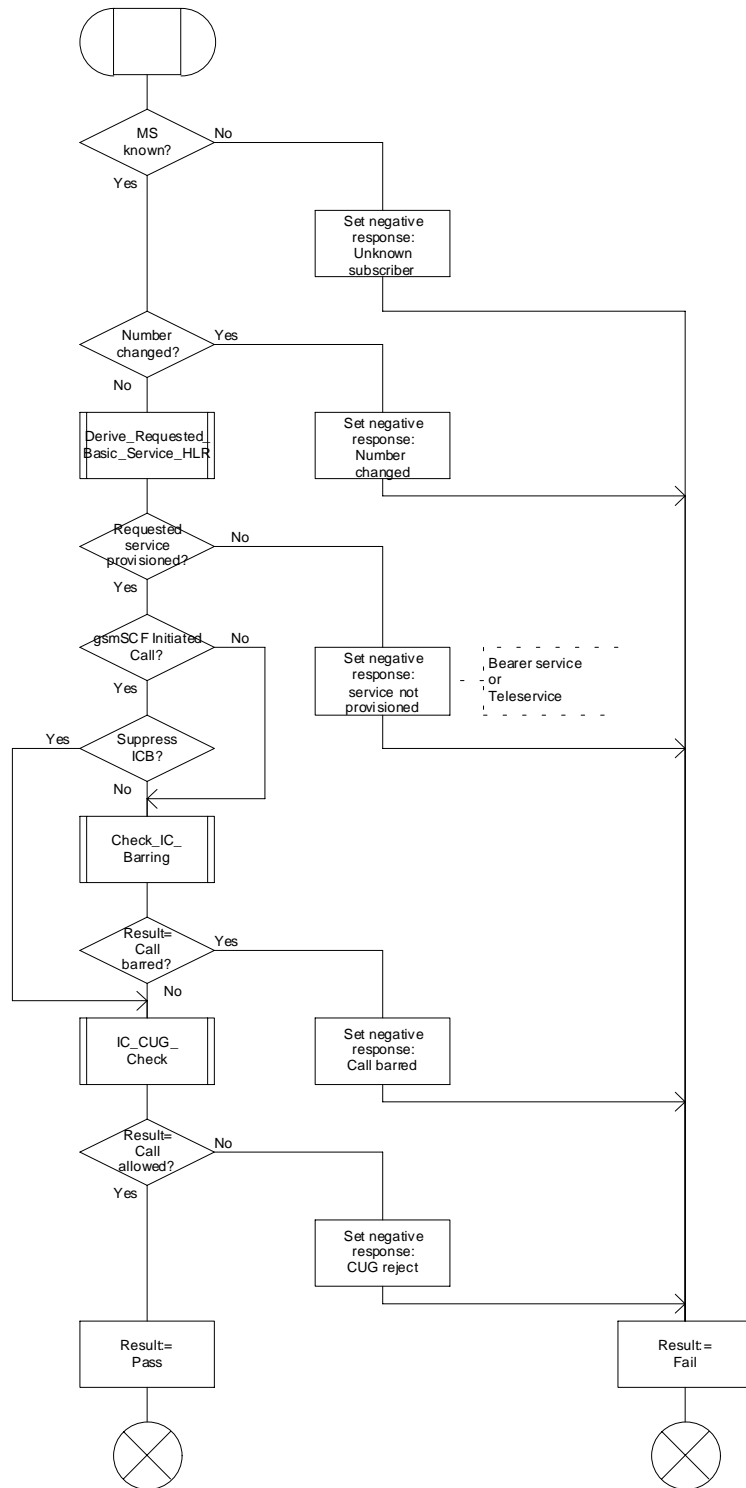 MS
known?
No
Yes
Set negative
response:
Unknown
subscriber
Number
changed?
Yes
No
Derive_Requested_
Basic_Service_HLR
Set negative
response:
Number
changed
Requested
service
provisioned?
No
Yes
gsmSCF Initiated
Call?
No
Yes
Set negative
response:
service not
provisioned
Bearer service
or
Teleservice
Suppress
ICB?
Yes
No
Check_IC_
Barring
Result=
Call
barred?
Yes
No
IC_CUG_
Check
Set negative
response:
Call barred
Result=
Call
allowed?
No
Yes
Set negative
response:
CUG reject
Result:=
Pass
Result:=
Fail